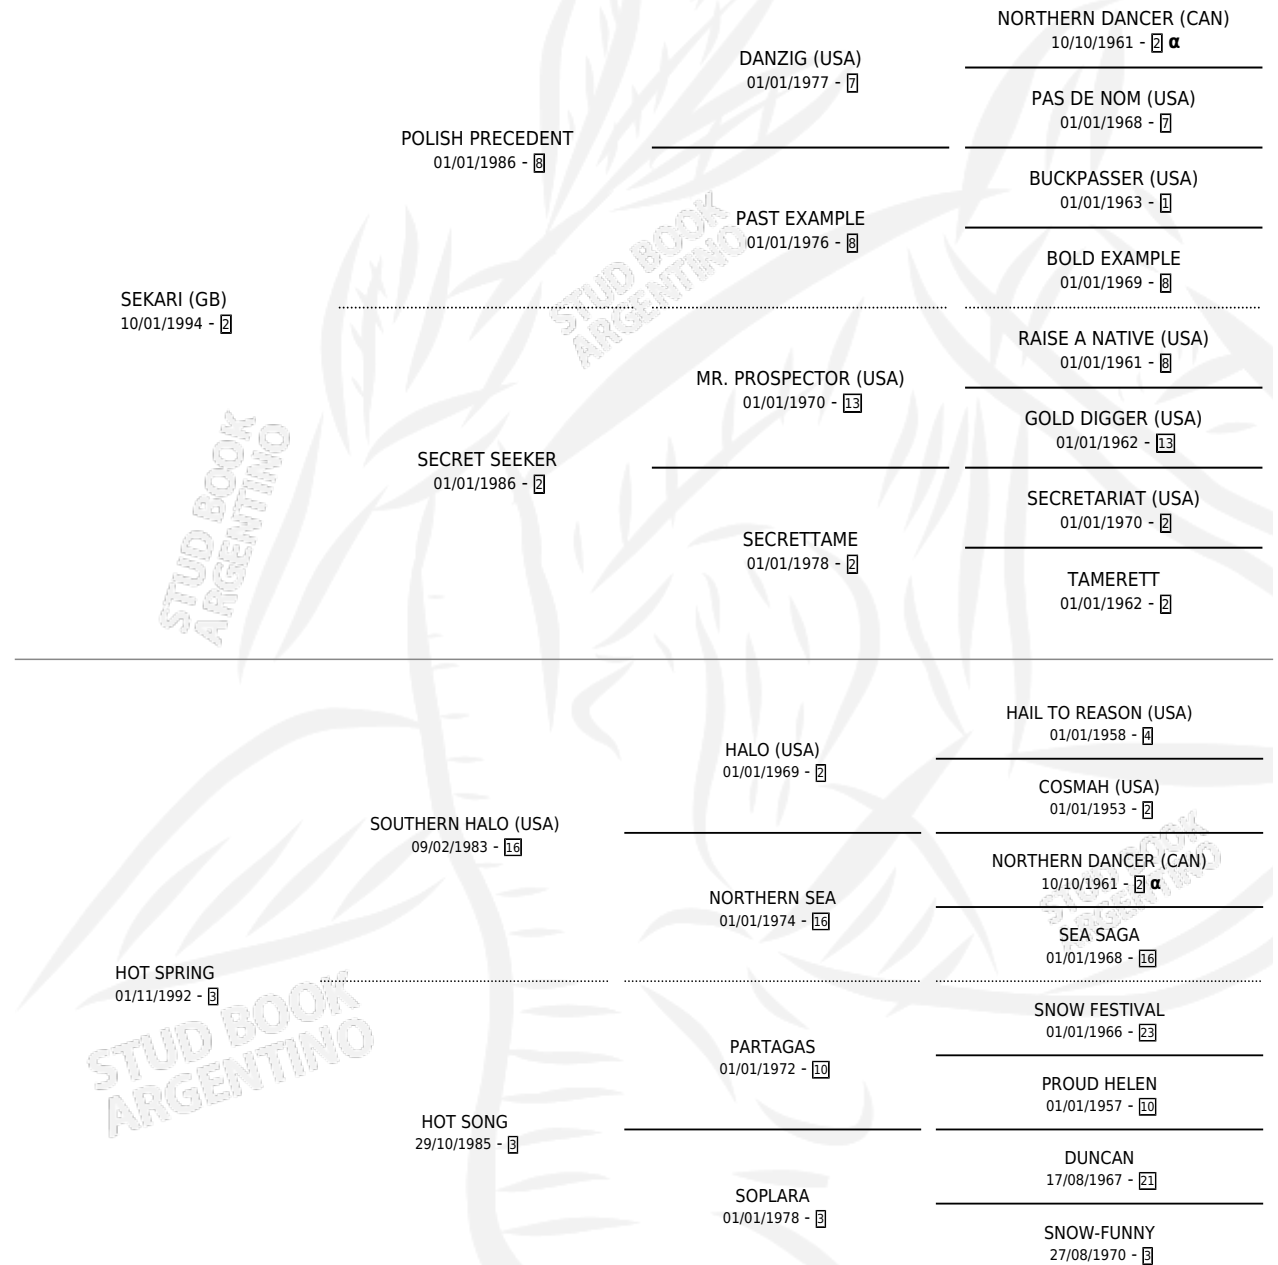 NORTHERN DANCER (CAN)
10/10/1961 - 2 α
DANZIG (USA)
01/01/1977 - 7
PAS DE NOM (USA)
01/01/1968 - 7
POLISH PRECEDENT
01/01/1986 - 8
BUCKPASSER (USA)
01/01/1963 - 1
PAST EXAMPLE
01/01/1976 - 8
BOLD EXAMPLE
01/01/1969 - 8
SEKARI (GB)
10/01/1994 - 2
RAISE A NATIVE (USA)
01/01/1961 - 8
MR. PROSPECTOR (USA)
01/01/1970 - 13
GOLD DIGGER (USA)
01/01/1962 - 13
SECRET SEEKER
01/01/1986 - 2
SECRETARIAT (USA)
01/01/1970 - 2
SECRETTAME
01/01/1978 - 2
TAMERETT
01/01/1962 - 2
HAIL TO REASON (USA)
01/01/1958 - 4
HALO (USA)
01/01/1969 - 2
COSMAH (USA)
01/01/1953 - 2
SOUTHERN HALO (USA)
09/02/1983 - 16
NORTHERN DANCER (CAN)
10/10/1961 - 2 α
NORTHERN SEA
01/01/1974 - 16
SEA SAGA
01/01/1968 - 16
HOT SPRING
01/11/1992 - 3
SNOW FESTIVAL
01/01/1966 - 23
PARTAGAS
01/01/1972 - 10
PROUD HELEN
01/01/1957 - 10
HOT SONG
29/10/1985 - 3
DUNCAN
17/08/1967 - 21
SOPLARA
01/01/1978 - 3
SNOW-FUNNY
27/08/1970 - 3
STUD BOOK
ARGENTINO
STUD BOOK
ARGENTINO
STUD BOOK
ARGENTINO
STUD BOOK
ARGENTINO